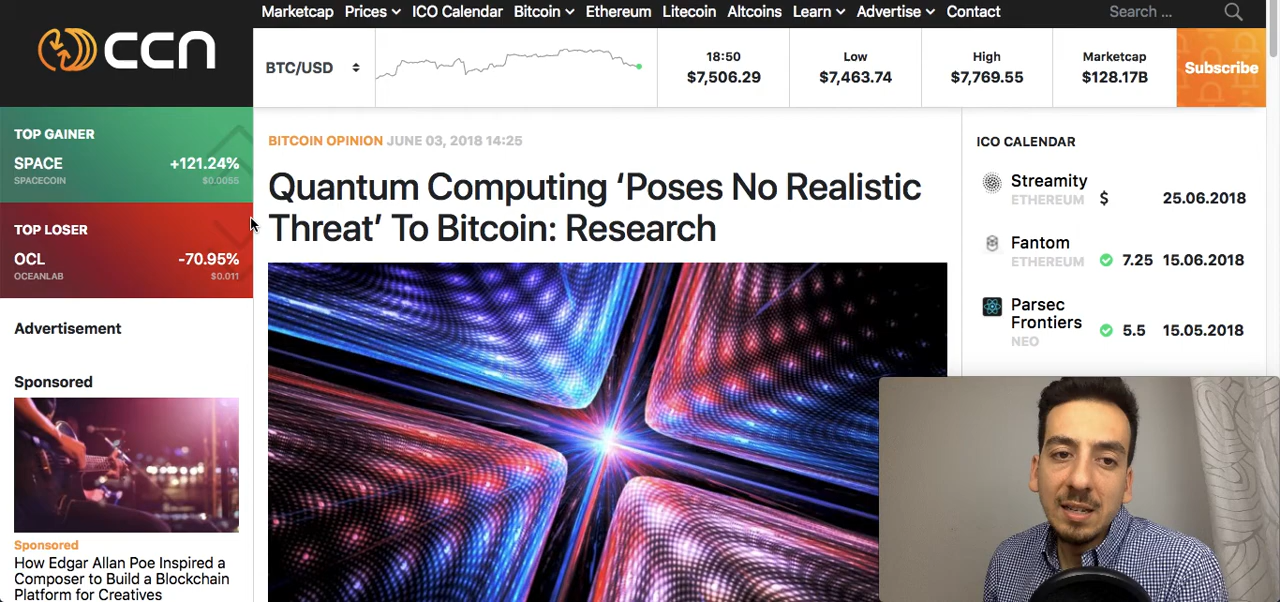 Marketcap Prices ICO Calendar Bitcoin Ethereum Litecoin Altcoins Learn Advertise Contact Search ...
CCN
BTC/USD
18:50
$7,506.29
Low
$7,463.74
High
$7,769.55
Marketcap
$128.17B
Subscribe
TOP GAINER
SPACE +121.24%
SPACECOIN $0.0055
TOP LOSER
OCL -70.95%
OCEANLAB $0.011
Advertisement
Sponsored
Sponsored
How Edgar Allan Poe Inspired a
Composer to Build a Blockchain
Platform for Creatives
BITCOIN OPINION JUNE 03, 2018 14:25
Quantum Computing ‘Poses No Realistic
Threat’ To Bitcoin: Research
ICO CALENDAR
Streamity
ETHEREUM $ 25.06.2018
Fantom
ETHEREUM 7.25 15.06.2018
Parsec
Frontiers
NEO 5.5 15.05.2018